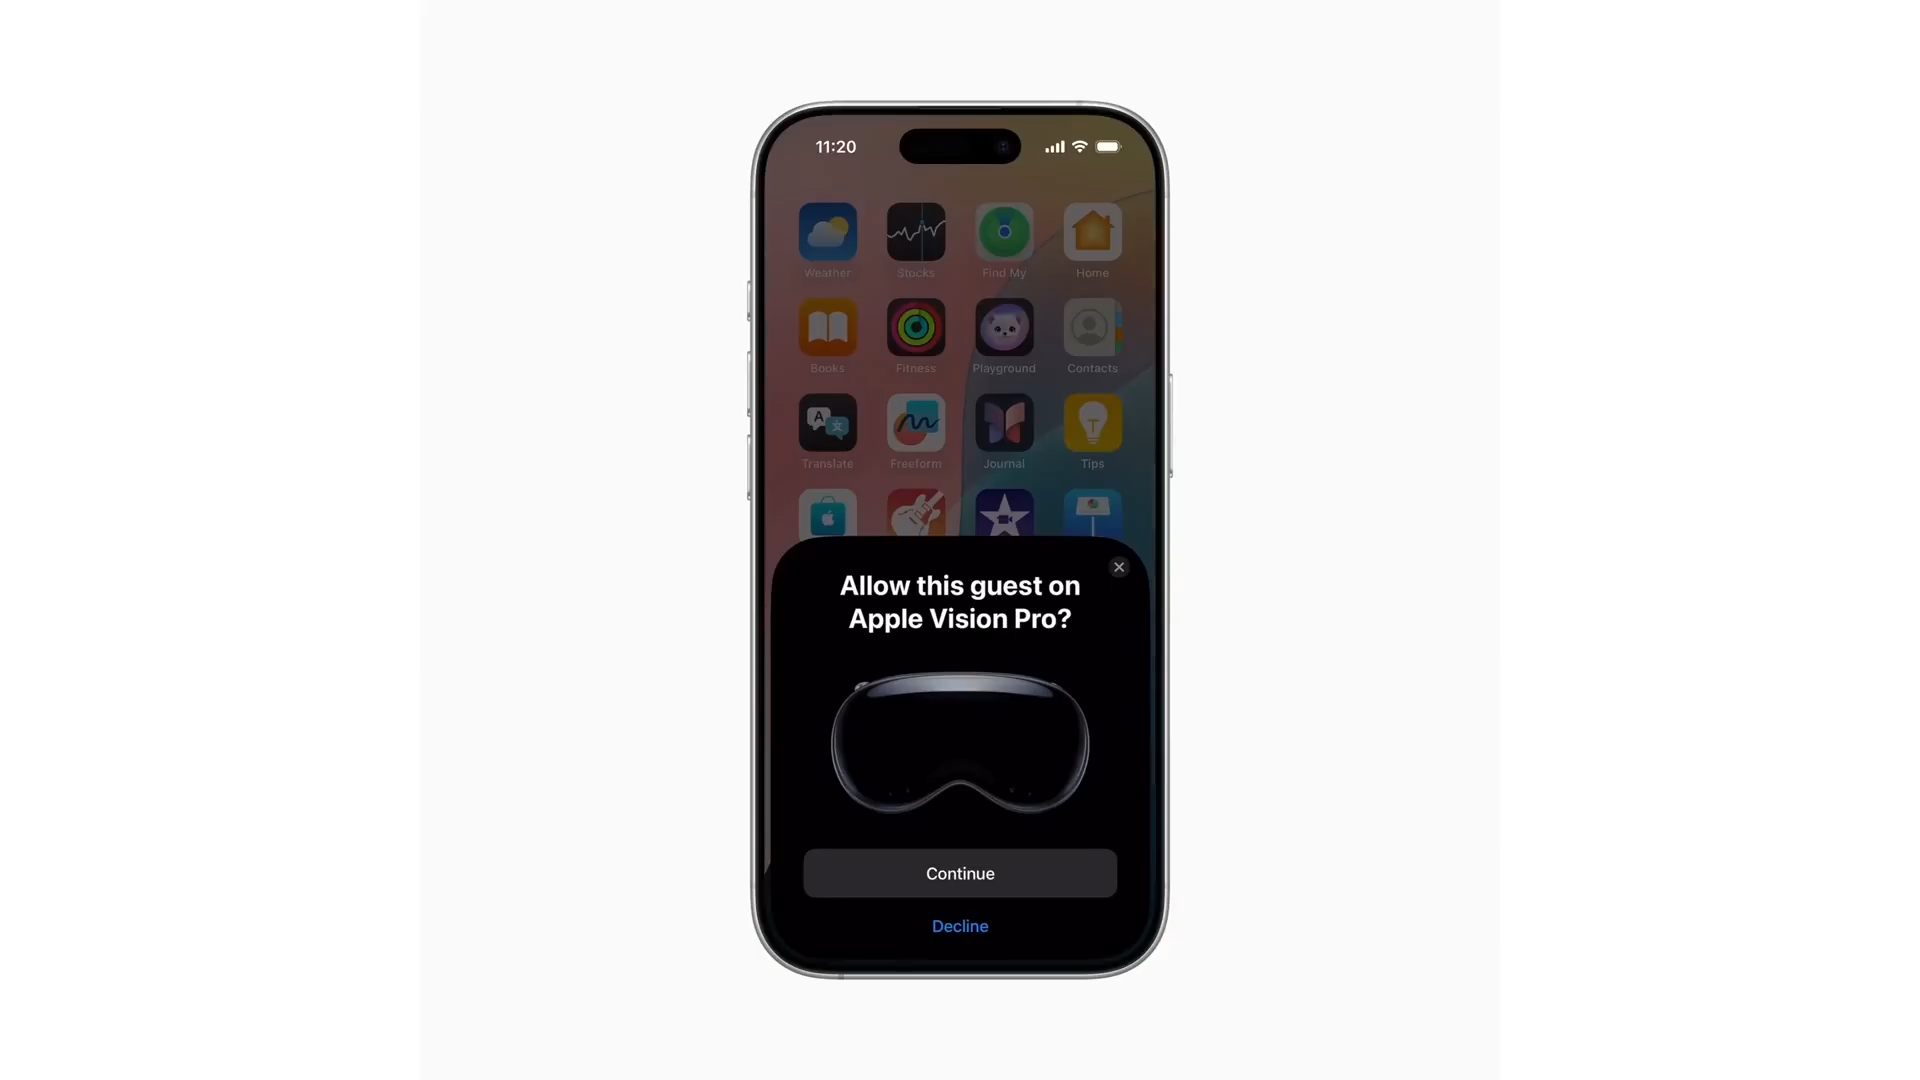 11:20
Weather Stocks Find My Home
Books Fitness Playground Contacts
A 文
Translate Freeform Journal Tips
Allow this guest on
Apple Vision Pro?
Continue
Decline